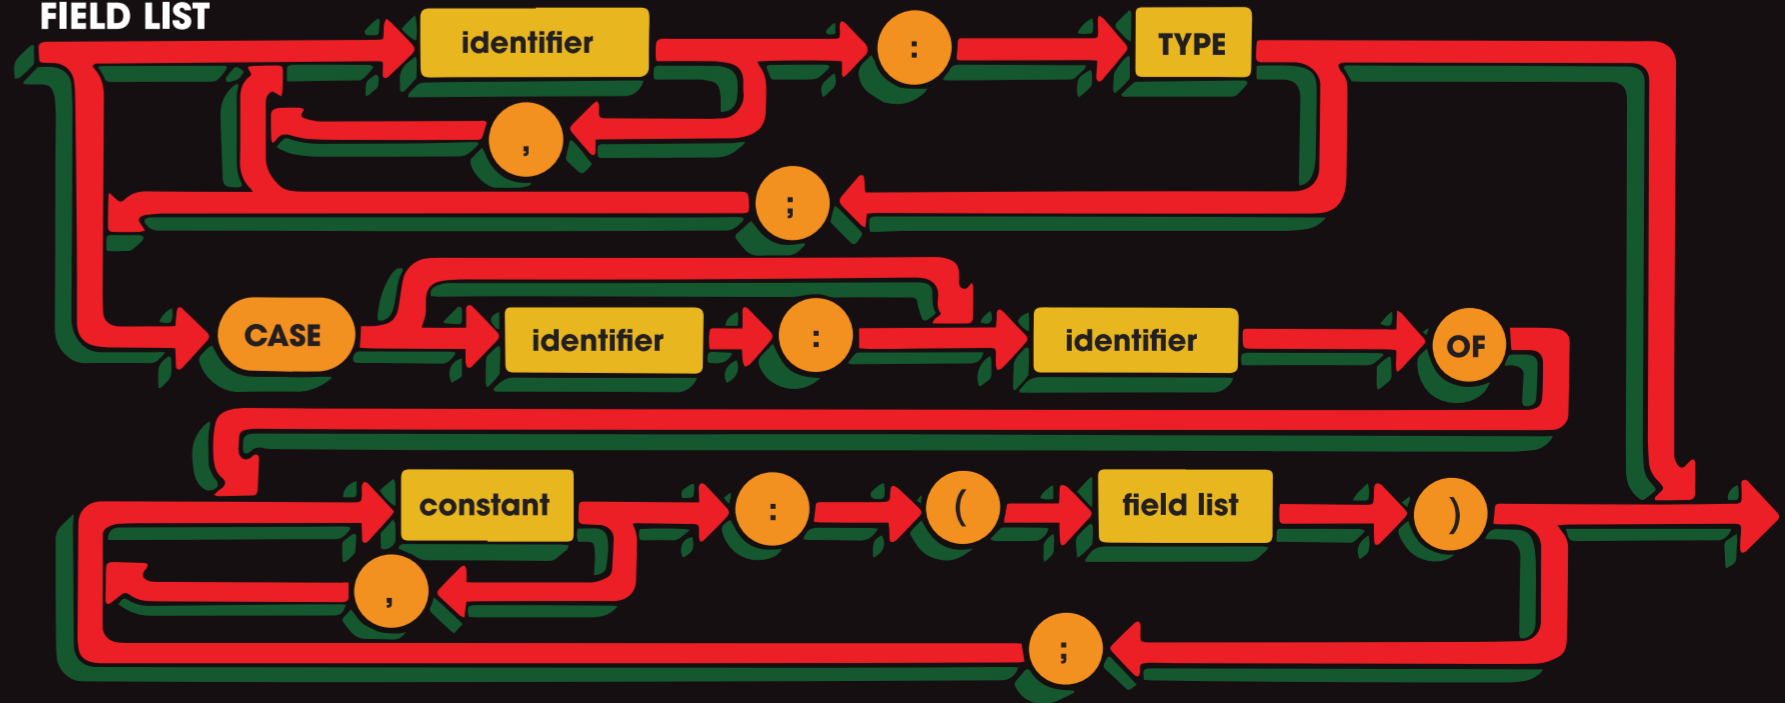 FIELD LIST
identifier : TYPE
,
;
CASE identifier : identifier OF
constant : ( field list )
,
;